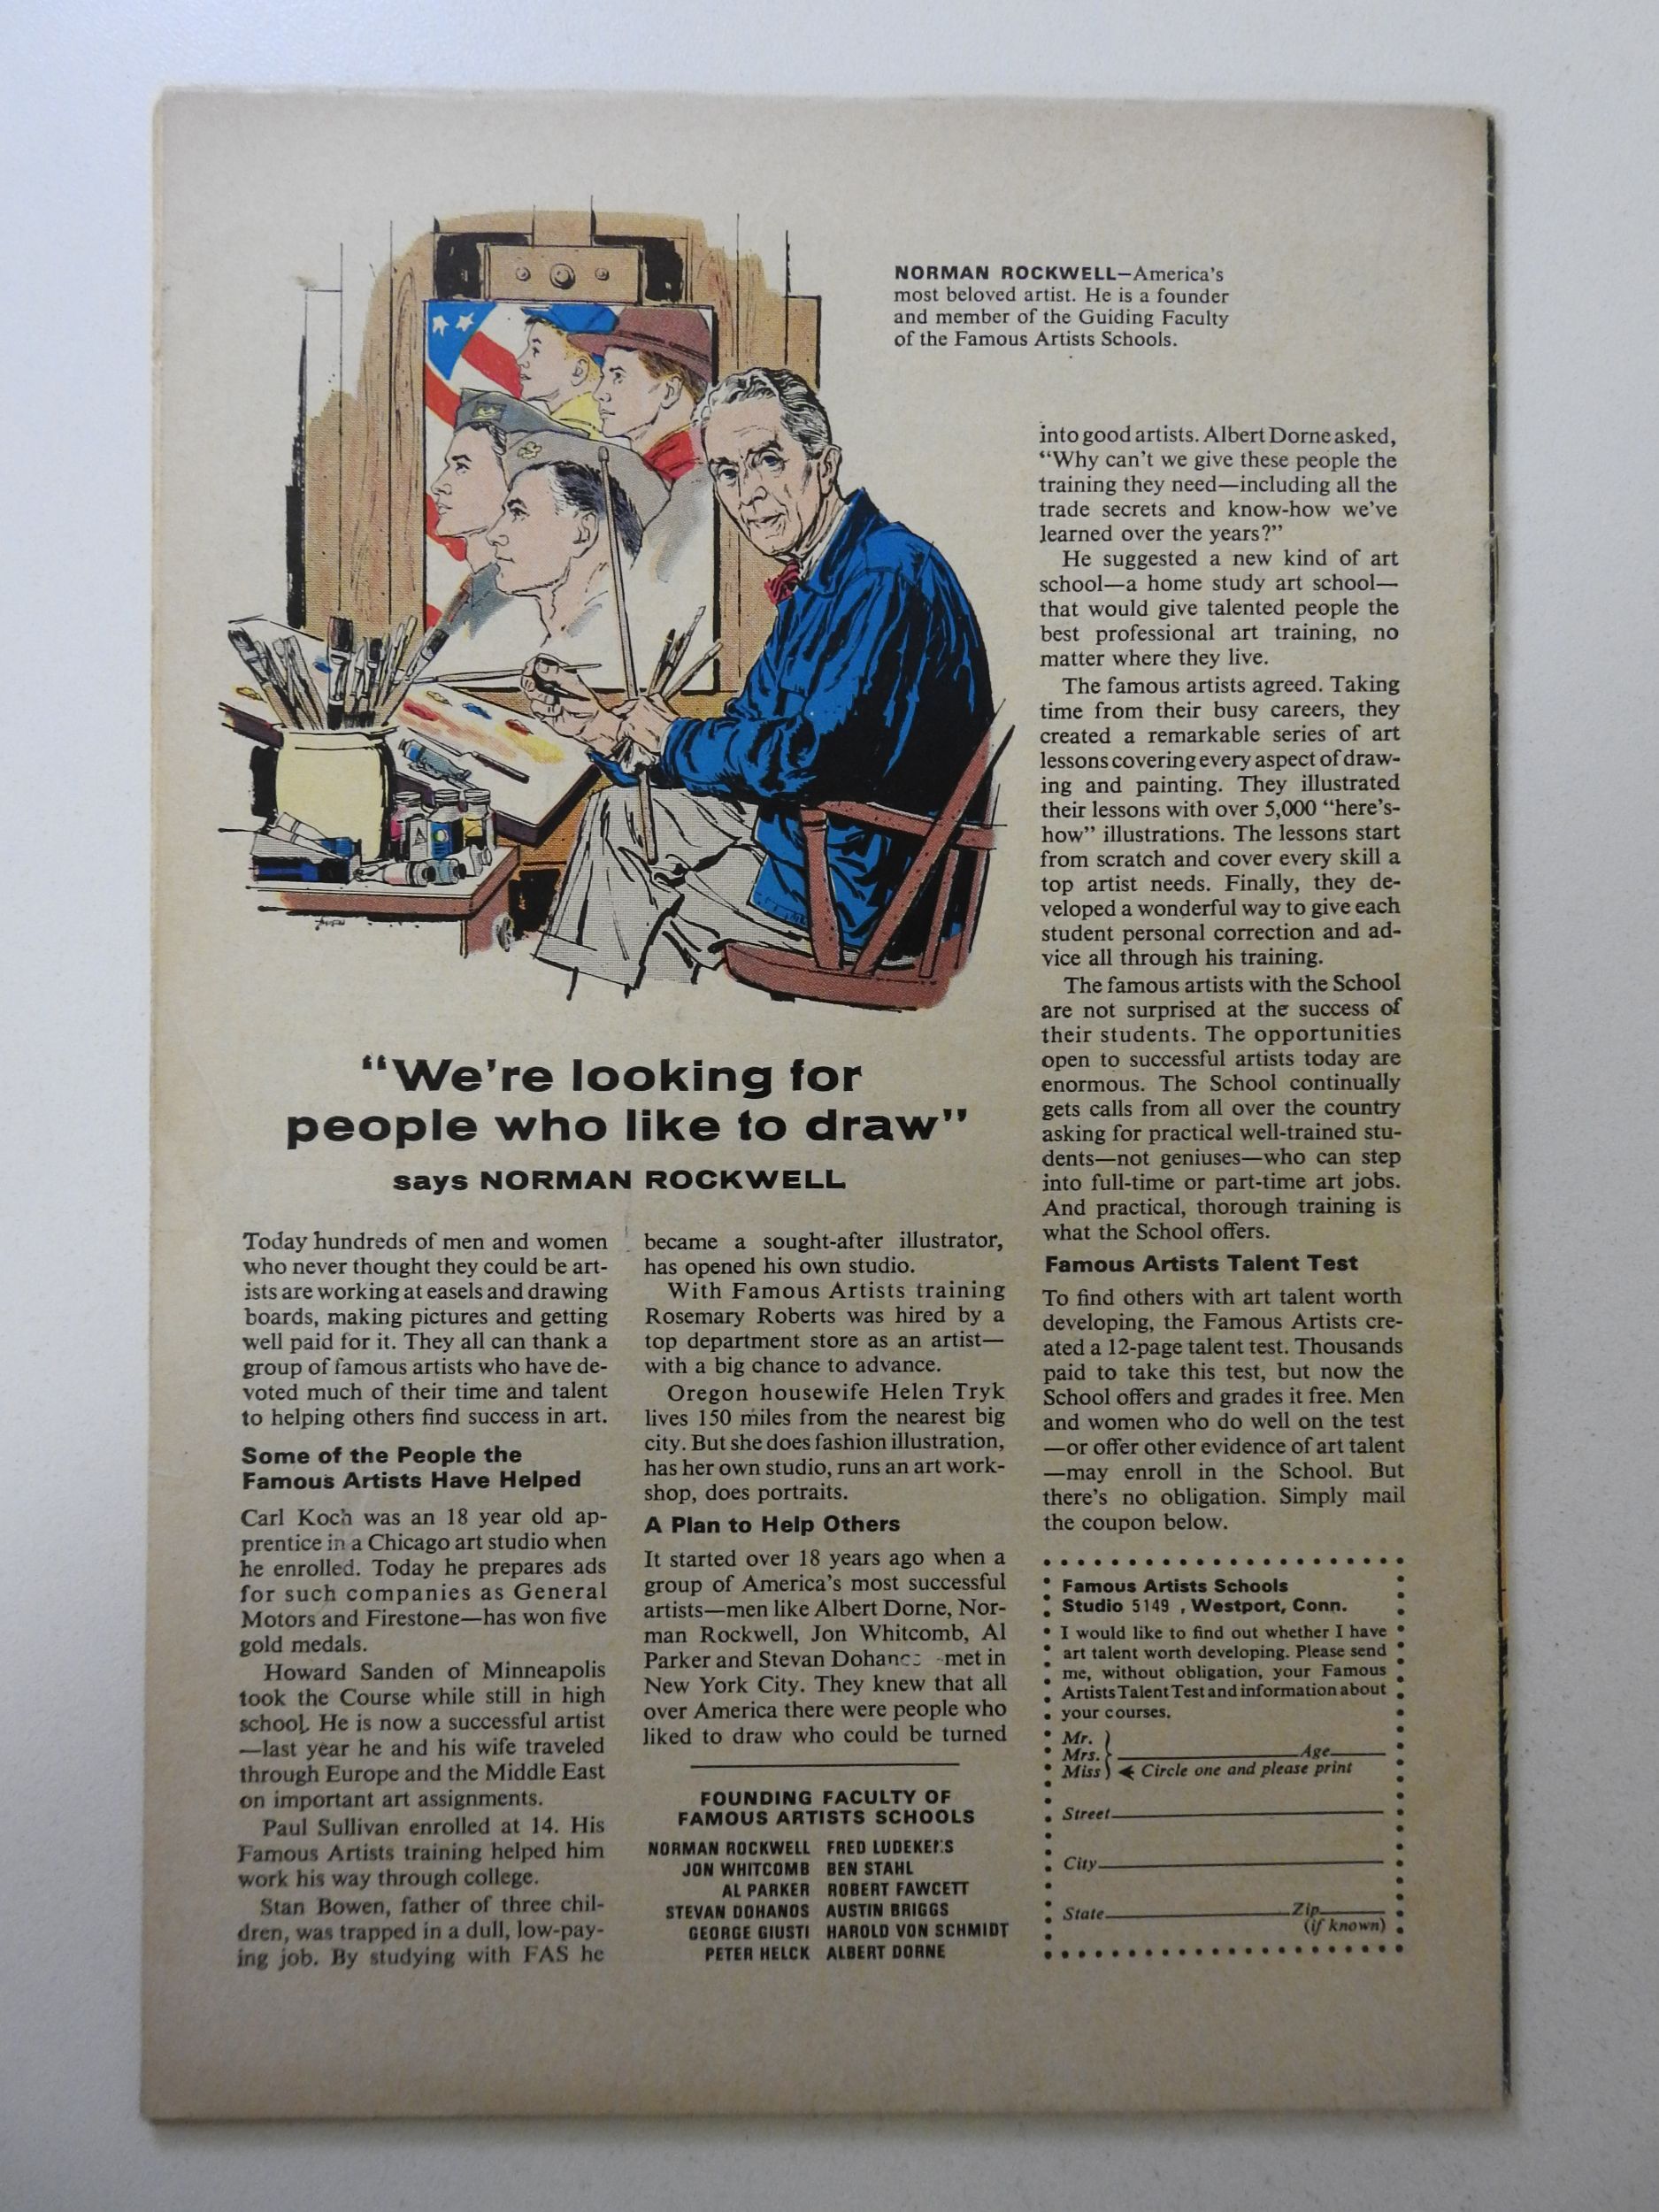 NORMAN ROCKWELL—America's
most beloved artist. He is a founder
and member of the Guiding Faculty
of the Famous Artists Schools.
"We're looking for
people who like to draw"
says NORMAN ROCKWELL
Today hundreds of men and women
who never thought they could be art-
ists are working at easels and drawing
boards, making pictures and getting
well paid for it. They all can thank a
group of famous artists who have de-
voted much of their time and talent
to helping others find success in art.
Some of the People the
Famous Artists Have Helped
Carl Koch was an 18 year old ap-
prentice in a Chicago art studio when
he enrolled. Today he prepares ads
for such companies as General
Motors and Firestone—has won five
gold medals.
Howard Sanden of Minneapolis
took the Course while still in high
school. He is now a successful artist
—last year he and his wife traveled
through Europe and the Middle East
on important art assignments.
Paul Sullivan enrolled at 14. His
Famous Artists training helped him
work his way through college.
Stan Bowen, father of three chil-
dren, was trapped in a dull, low-pay-
ing job. By studying with FAS he
became a sought-after illustrator,
has opened his own studio.
With Famous Artists training
Rosemary Roberts was hired by a
top department store as an artist—
with a big chance to advance.
Oregon housewife Helen Tryk
lives 150 miles from the nearest big
city. But she does fashion illustration,
has her own studio, runs an art work-
shop, does portraits.
A Plan to Help Others
It started over 18 years ago when a
group of America's most successful
artists—men like Albert Dorne, Nor-
man Rockwell, Jon Whitcomb, Al
Parker and Stevan met in
New York City. They knew that all
over America there were people who
liked to draw who could be turned
FOUNDING FACULTY OF
FAMOUS ARTISTS SCHOOLS
NORMAN ROCKWELL FRED LUDEKENS
JON WHITCOMB BEN STAHL
AL PARKER ROBERT FAWCETT
STEVAN DOHANOS AUSTIN BRIGGS
GEORGE GIUSTI HAROLD VON SCHMIDT
PETER HELCK ALBERT DORNE
into good artists. Albert Dorne asked,
"Why can't we give these people the
training they need—including all the
trade secrets and know-how we've
learned over the years?"
He suggested a new kind of art
school—a home study art school—
that would give talented people the
best professional art training, no
matter where they live.
The famous artists agreed. Taking
time from their busy careers, they
created a remarkable series of art
lessons covering every aspect of draw-
ing and painting. They illustrated
their lessons with over 5,000 "here's-
how" illustrations. The lessons start
from scratch and cover every skill a
top artist needs. Finally, they de-
veloped a wonderful way to give each
student personal correction and ad-
vice all through his training.
The famous artists with the School
are not surprised at the success of
their students. The opportunities
open to successful artists today are
enormous. The School continually
gets calls from all over the country
asking for practical well-trained stu-
dents—not geniuses—who can step
into full-time or part-time art jobs.
And practical, thorough training is
what the School offers.
Famous Artists Talent Test
To find others with art talent worth
developing, the Famous Artists cre-
ated a 12-page talent test. Thousands
paid to take this test, but now the
School offers and grades it free. Men
and women who do well on the test
—or offer other evidence of art talent
—may enroll in the School. But
there's no obligation. Simply mail
the coupon below.
Famous Artists Schools
Studio 5149 , Westport, Conn.
I would like to find out whether I have
art talent worth developing. Please send
me, without obligation, your Famous
Artists Talent Test and information about
your courses.
Mr.
Mrs. Age
Miss Circle one and please print
Street
City
State Zip
(if known)